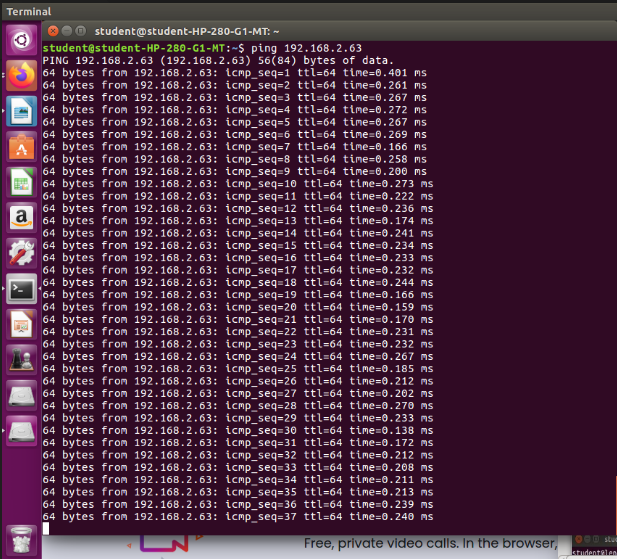 Terminal
student@student-HP-280-G1-MT: ~
student@student-HP-280-G1-MT:~$ ping 192.168.2.63
PING 192.168.2.63 (192.168.2.63) 56(84) bytes of data.
64 bytes from 192.168.2.63: icmp_seq=1 ttl=64 time=0.401 ms
64 bytes from 192.168.2.63: icmp_seq=2 ttl=64 time=0.261 ms
64 bytes from 192.168.2.63: icmp_seq=3 ttl=64 time=0.267 ms
64 bytes from 192.168.2.63: icmp_seq=4 ttl=64 time=0.272 ms
64 bytes from 192.168.2.63: icmp_seq=5 ttl=64 time=0.267 ms
64 bytes from 192.168.2.63: icmp_seq=6 ttl=64 time=0.269 ms
64 bytes from 192.168.2.63: icmp_seq=7 ttl=64 time=0.166 ms
64 bytes from 192.168.2.63: icmp_seq=8 ttl=64 time=0.258 ms
64 bytes from 192.168.2.63: icmp_seq=9 ttl=64 time=0.200 ms
64 bytes from 192.168.2.63: icmp_seq=10 ttl=64 time=0.273 ms
64 bytes from 192.168.2.63: icmp_seq=11 ttl=64 time=0.222 ms
64 bytes from 192.168.2.63: icmp_seq=12 ttl=64 time=0.236 ms
64 bytes from 192.168.2.63: icmp_seq=13 ttl=64 time=0.174 ms
64 bytes from 192.168.2.63: icmp_seq=14 ttl=64 time=0.241 ms
64 bytes from 192.168.2.63: icmp_seq=15 ttl=64 time=0.234 ms
64 bytes from 192.168.2.63: icmp_seq=16 ttl=64 time=0.233 ms
64 bytes from 192.168.2.63: icmp_seq=17 ttl=64 time=0.232 ms
64 bytes from 192.168.2.63: icmp_seq=18 ttl=64 time=0.244 ms
64 bytes from 192.168.2.63: icmp_seq=19 ttl=64 time=0.166 ms
64 bytes from 192.168.2.63: icmp_seq=20 ttl=64 time=0.159 ms
64 bytes from 192.168.2.63: icmp_seq=21 ttl=64 time=0.170 ms
64 bytes from 192.168.2.63: icmp_seq=22 ttl=64 time=0.231 ms
64 bytes from 192.168.2.63: icmp_seq=23 ttl=64 time=0.232 ms
64 bytes from 192.168.2.63: icmp_seq=24 ttl=64 time=0.267 ms
64 bytes from 192.168.2.63: icmp_seq=25 ttl=64 time=0.185 ms
64 bytes from 192.168.2.63: icmp_seq=26 ttl=64 time=0.212 ms
64 bytes from 192.168.2.63: icmp_seq=27 ttl=64 time=0.202 ms
64 bytes from 192.168.2.63: icmp_seq=28 ttl=64 time=0.270 ms
64 bytes from 192.168.2.63: icmp_seq=29 ttl=64 time=0.233 ms
64 bytes from 192.168.2.63: icmp_seq=30 ttl=64 time=0.138 ms
64 bytes from 192.168.2.63: icmp_seq=31 ttl=64 time=0.172 ms
64 bytes from 192.168.2.63: icmp_seq=32 ttl=64 time=0.212 ms
64 bytes from 192.168.2.63: icmp_seq=33 ttl=64 time=0.208 ms
64 bytes from 192.168.2.63: icmp_seq=34 ttl=64 time=0.211 ms
64 bytes from 192.168.2.63: icmp_seq=35 ttl=64 time=0.213 ms
64 bytes from 192.168.2.63: icmp_seq=36 ttl=64 time=0.239 ms
64 bytes from 192.168.2.63: icmp_seq=37 ttl=64 time=0.240 ms
Free, private video calls. In the browser,